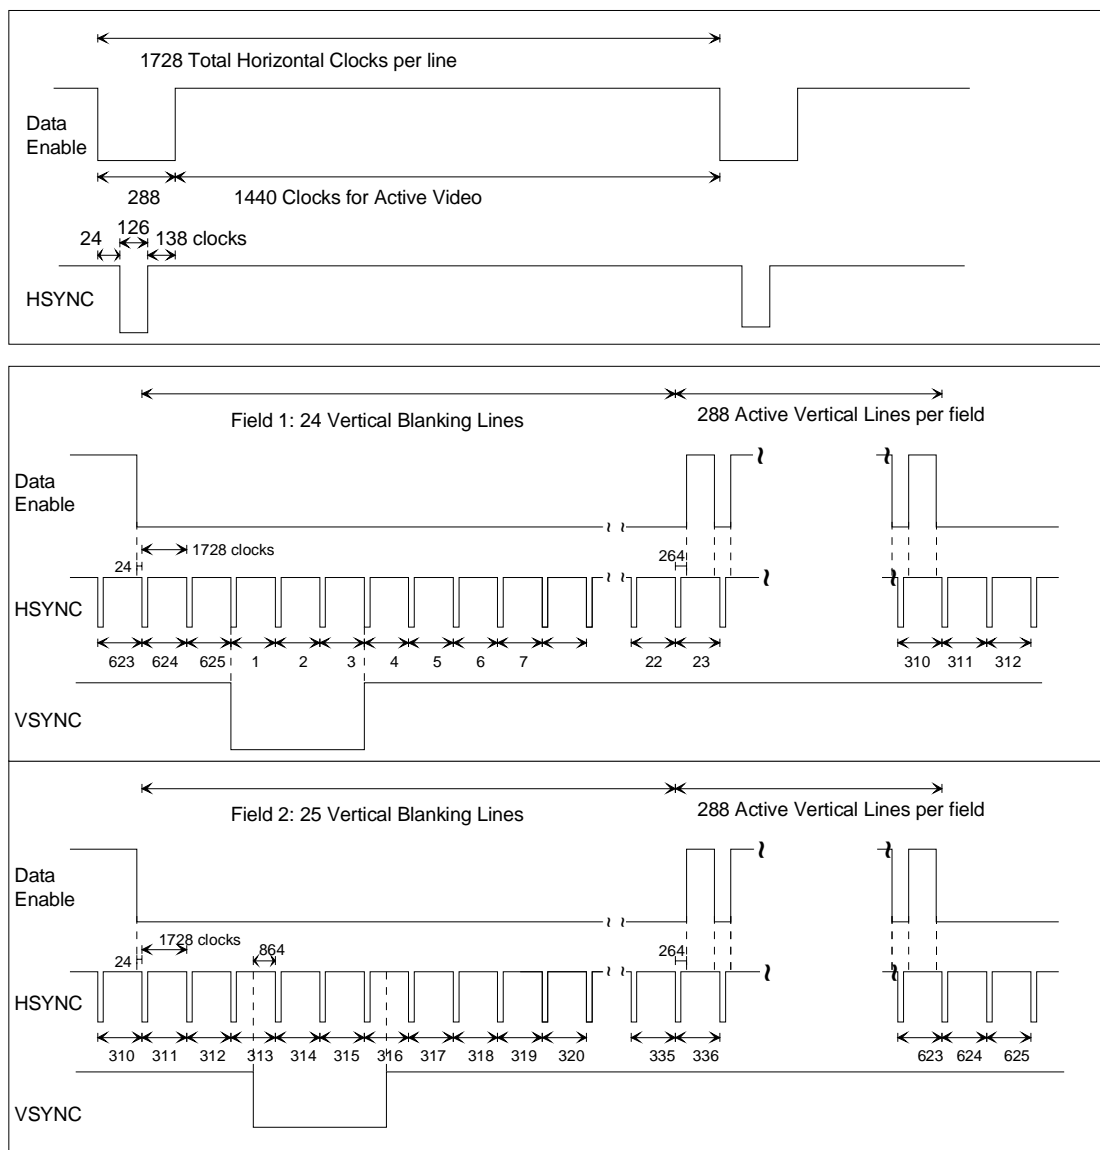 1728 Total Horizontal Clocks per line
Data
Enable
288
1440 Clocks for Active Video
126
24
138 clocks
HSYNC
Field 1: 24 Vertical Blanking Lines
288 Active Vertical Lines per field
Data
Enable
1728 clocks
24
264
HSYNC
623 624 625 1 2 3 4 5 6 7 22 23 310 311 312
VSYNC
Field 2: 25 Vertical Blanking Lines
288 Active Vertical Lines per field
Data
Enable
1728 clocks
864
24
264
HSYNC
310 311 312 313 314 315 316 317 318 319 320 335 336 623 624 625
VSYNC